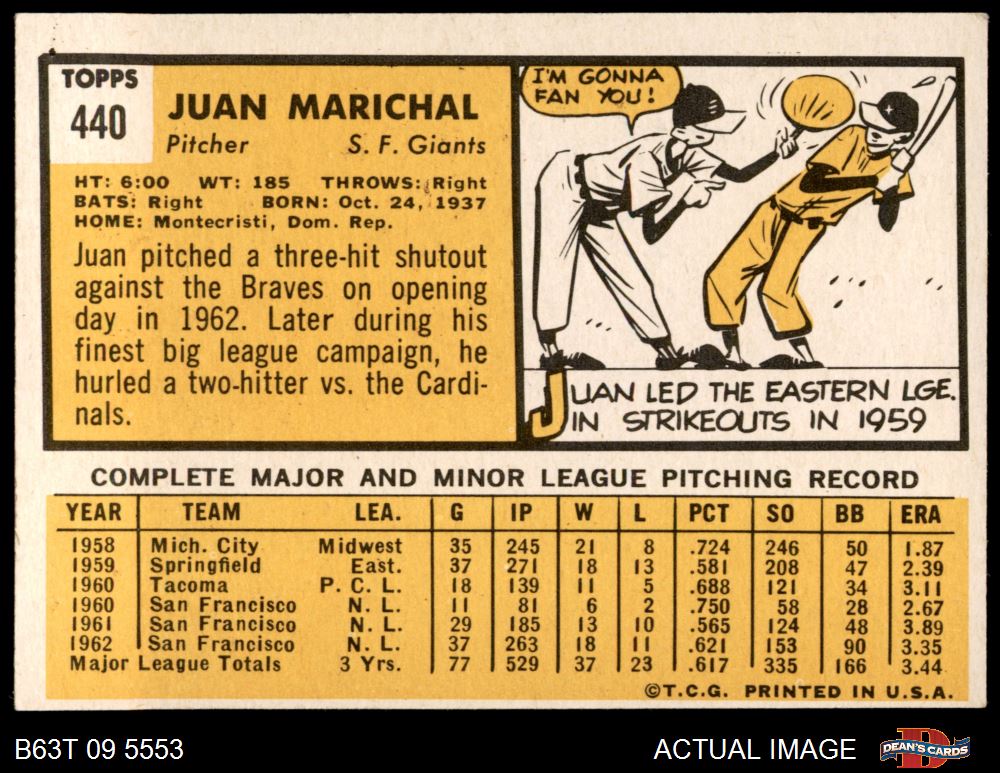 TOPPS
440
JUAN MARICHAL
Pitcher S. F. Giants
HT: 6:00 WT: 185 THROWS: Right
BATS: Right BORN: Oct. 24, 1937
HOME: Montecristi, Dom. Rep.
Juan pitched a three-hit shutout
against the Braves on opening
day in 1962. Later during his
finest big league campaign, he
hurled a two-hitter vs. the Cardi-
nals.
I'M GONNA
FAN YOU!
JUAN LED THE EASTERN LGE.
IN STRIKEOUTS IN 1959
COMPLETE MAJOR AND MINOR LEAGUE PITCHING RECORD
YEAR TEAM LEA. G IP W L PCT SO BB ERA
1958 Mich. City Midwest 35 245 21 8 .724 246 50 1.87
1959 Springfield East. 37 271 18 13 .581 208 47 2.39
1960 Tacoma P. C. L. 18 139 11 5 .688 121 34 3.11
1960 San Francisco N. L. 11 81 6 2 .750 58 28 2.67
1961 San Francisco N. L. 29 185 13 10 .565 124 48 3.89
1962 San Francisco N. L. 37 263 18 11 .621 153 90 3.35
Major League Totals 3 Yrs. 77 529 37 23 .617 335 166 3.44
©T.C.G. PRINTED IN U.S.A.
B63T 09 5553 ACTUAL IMAGE DEAN'S CARDS